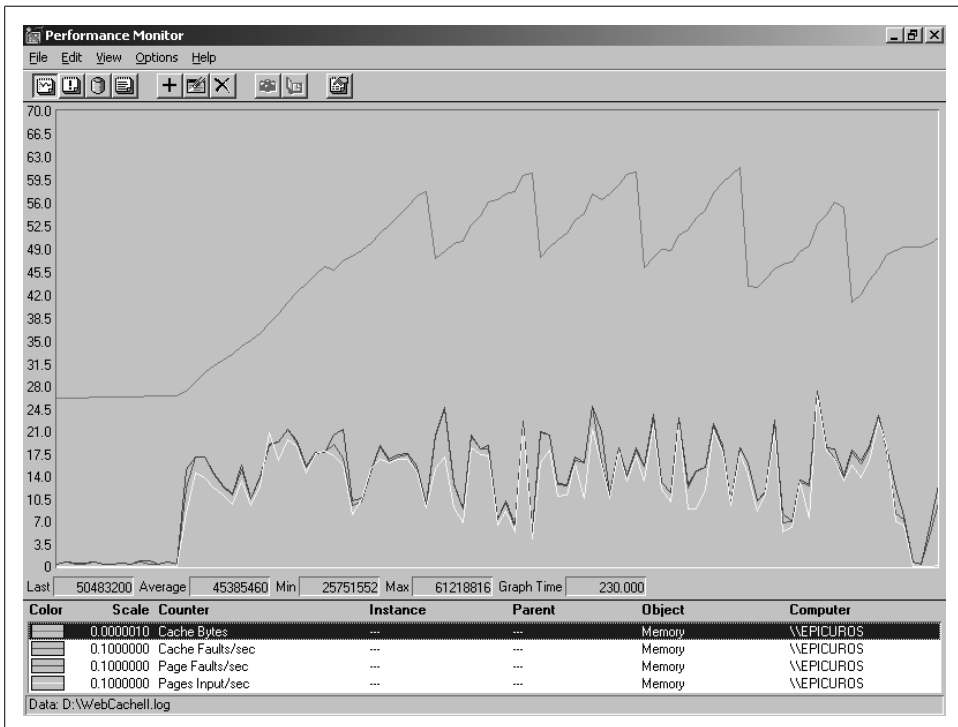 Performance Monitor
File Edit View Options Help
70.0
66.5
63.0
59.5
56.0
52.5
49.0
45.5
42.0
38.5
35.0
31.5
28.0
24.5
21.0
17.5
14.0
10.5
7.0
3.5
0
Last 50483200 Average 45385460 Min 25751552 Max 61218816 Graph Time 230.000
Color Scale Counter Instance Parent Object Computer
0.0000010 Cache Bytes --- --- Memory \\EPICUROS
0.1000000 Cache Faults/sec --- --- Memory \\EPICUROS
0.1000000 Page Faults/sec --- --- Memory \\EPICUROS
0.1000000 Pages Input/sec --- --- Memory \\EPICUROS
Data: D:\WebCacheII.log